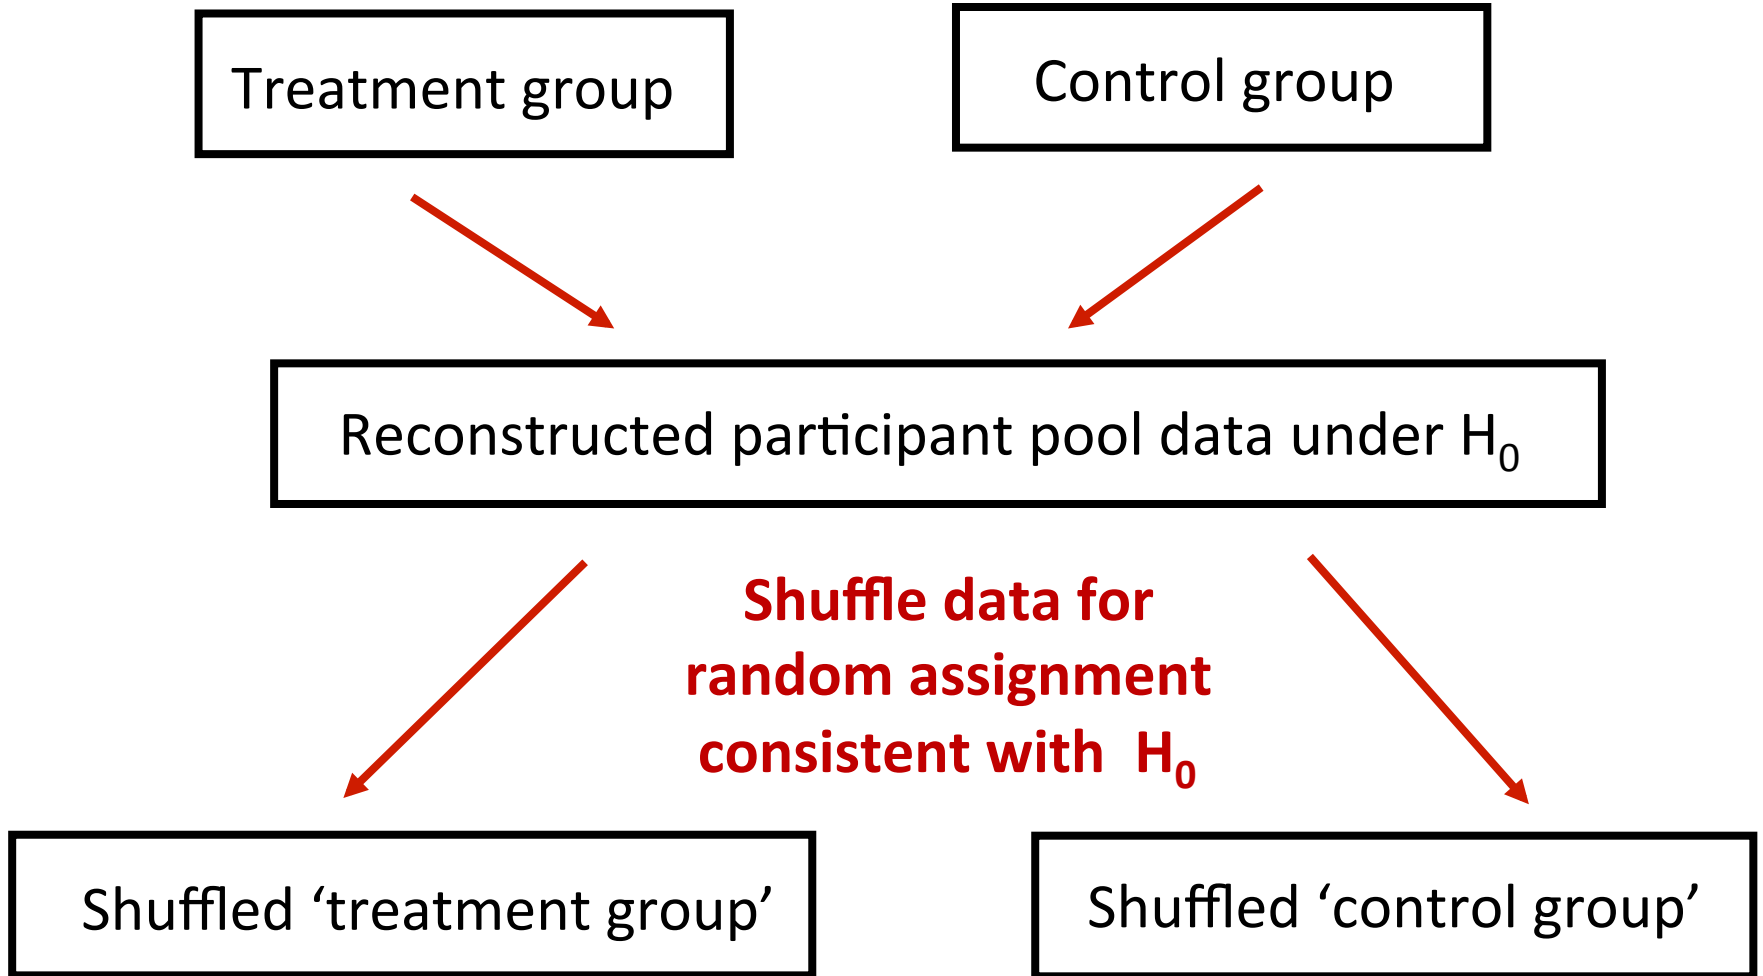 Treatment group
Control group
Reconstructed participant pool data under H₀
Shuffle data for
random assignment
consistent with H₀
Shuffled ‘treatment group’
Shuffled ‘control group’